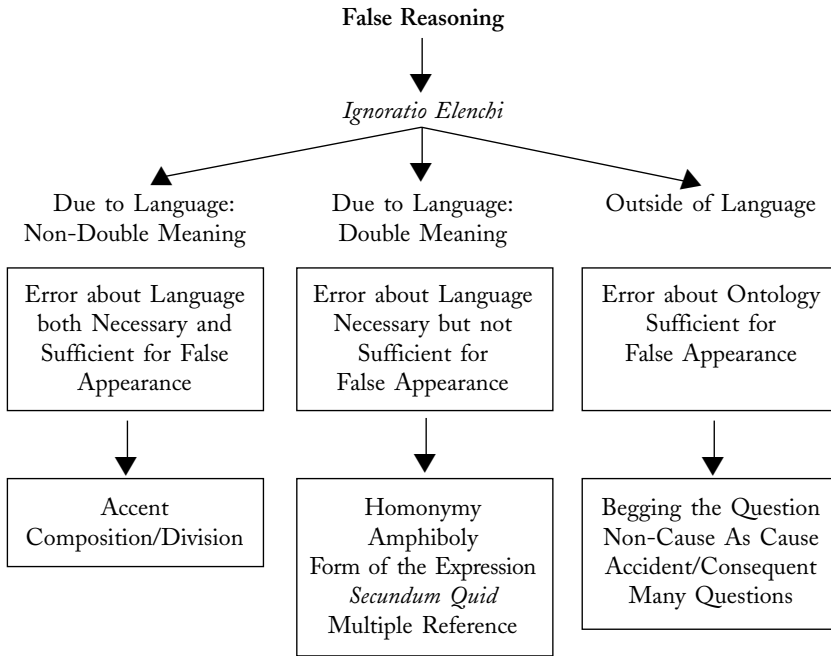 False Reasoning
Ignoratio Elenchi
Due to Language:
Non-Double Meaning
Due to Language:
Double Meaning
Outside of Language
Error about Language
both Necessary and
Sufficient for False
Appearance
Error about Language
Necessary but not
Sufficient for
False Appearance
Error about Ontology
Sufficient for
False Appearance
Accent
Composition/Division
Homonymy
Amphiboly
Form of the Expression
Secundum Quid
Multiple Reference
Begging the Question
Non-Cause As Cause
Accident/Consequent
Many Questions